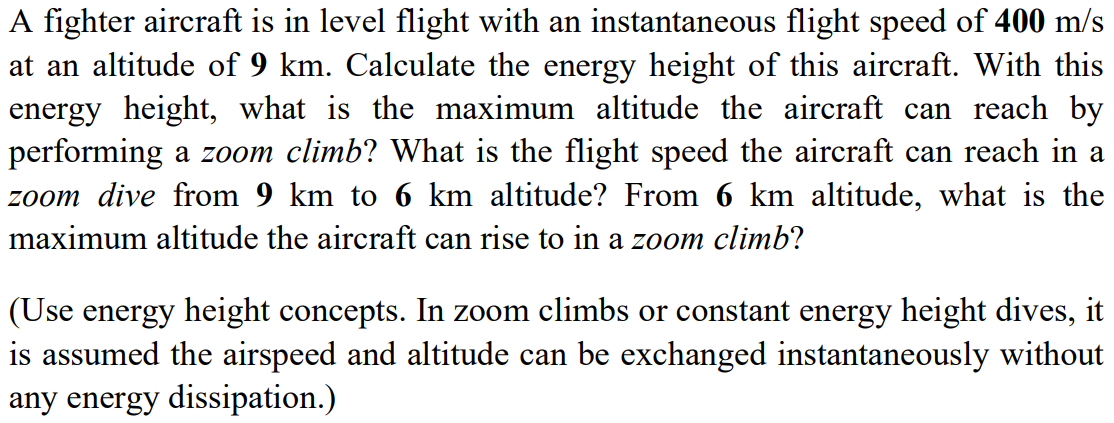 A fighter aircraft is in level flight with an instantaneous flight speed of 400 m/s
at an altitude of 9 km. Calculate the energy height of this aircraft. With this
energy height, what is the maximum altitude the aircraft can reach by
performing a zoom climb? What is the flight speed the aircraft can reach in a
zoom dive from 9 km to 6 km altitude? From 6 km altitude, what is the
maximum altitude the aircraft can rise to in a zoom climb?
(Use energy height concepts. In zoom climbs or constant energy height dives, it
is assumed the airspeed and altitude can be exchanged instantaneously without
any energy dissipation.)